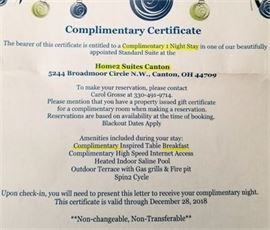 Complimentary Certificate
The bearer of this certificate is entitled to a Complimentary 1 Night Stay in one of our beautifully
appointed Standard Suite at the
Home2 Suites Canton
5244 Broadmoor Circle N.W., Canton, OH 44709
To make your reservation, please contact
Carol Grosse at 330-491-9714.
Please mention that you have a property issued gift certificate
for a complimentary room when making a reservation.
Reservations are based on availability at the time of booking.
Blackout Dates Apply
Amenities included during your stay:
Complimentary Inspired Table Breakfast
Complimentary High Speed Internet Access
Heated Indoor Saline Pool
Outdoor Terrace with Gas grills & Fire pit
Spin2 Cycle
Upon check-in, you will need to present this letter to receive your complimentary night.
This certificate is valid through December 28, 2018
**Non-changeable, Non-Transferable**